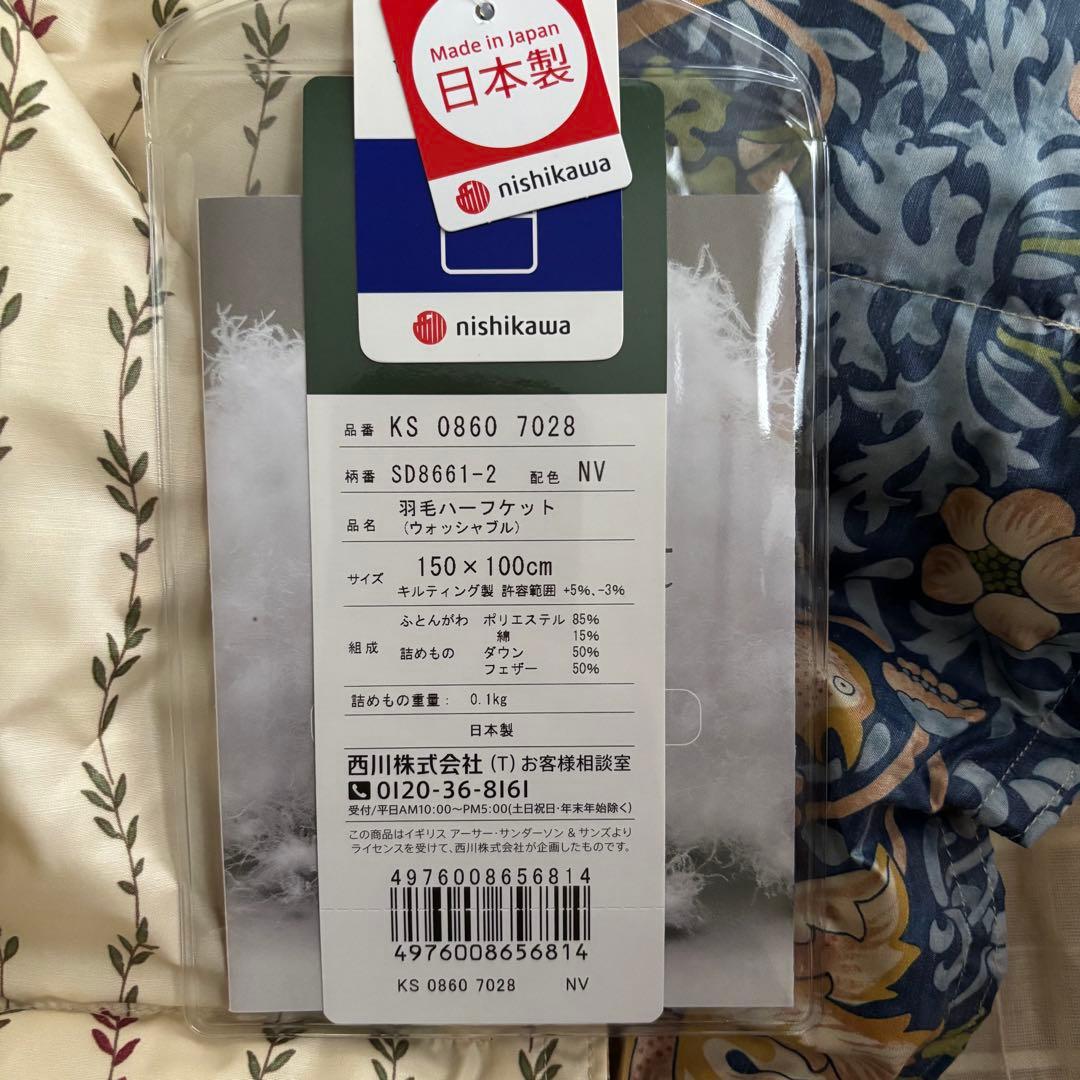 Made in Japan
日本製
nishikawa
nishikawa
品番 KS 0860 7028
柄番 SD8661-2 配色 NV
品名 羽毛ハーフケット
(ウォッシャブル)
サイズ 150×100cm
キルティング製 許容範囲 +5%、-3%
組成 ふとんがわ ポリエステル 85%
綿 15%
詰めもの ダウン 50%
フェザー 50%
詰めもの重量: 0.1kg
日本製
西川株式会社 (T) お客様相談室
0120-36-8161
受付/平日AM10:00~PM5:00(土日祝日・年末年始除く)
この商品はイギリス アーサー・サンダーソン & サンズより
ライセンスを受けて、西川株式会社が企画したものです。
4976008656814
4976008656814
KS 0860 7028 NV